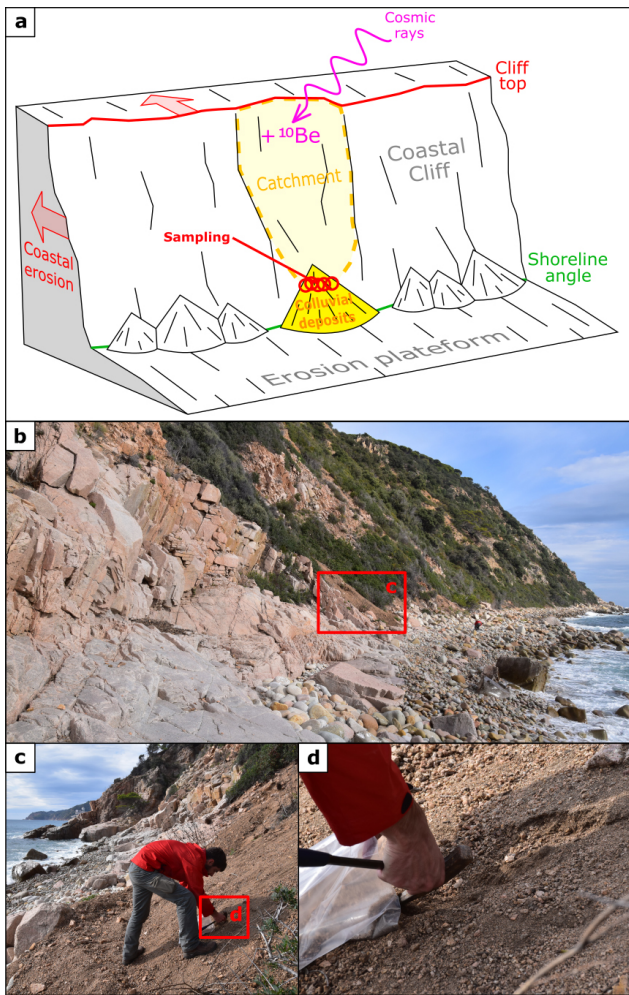 a
Cosmic
rays
Cliff
top
+ ¹⁰Be
Coastal
Cliff
Catchment
Sampling
Coastal
erosion
Shoreline
angle
Colluvial
deposits
Erosion plateform
b
c
c
d
d